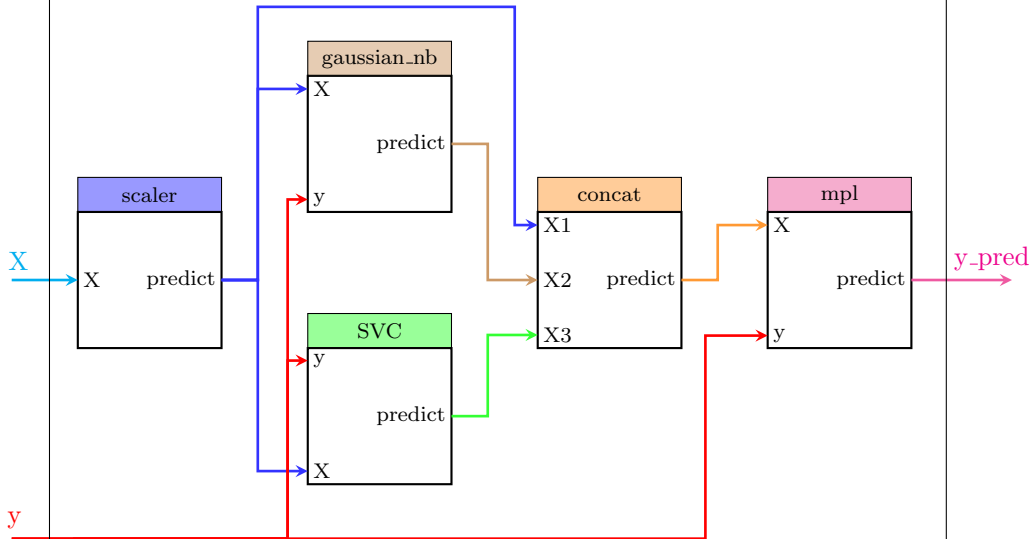 gaussian_nb
X
predict
y
scaler
X
X
predict
concat
X1
X2
predict
X3
mpl
X
predict
y
y_pred
SVC
y
predict
X
y